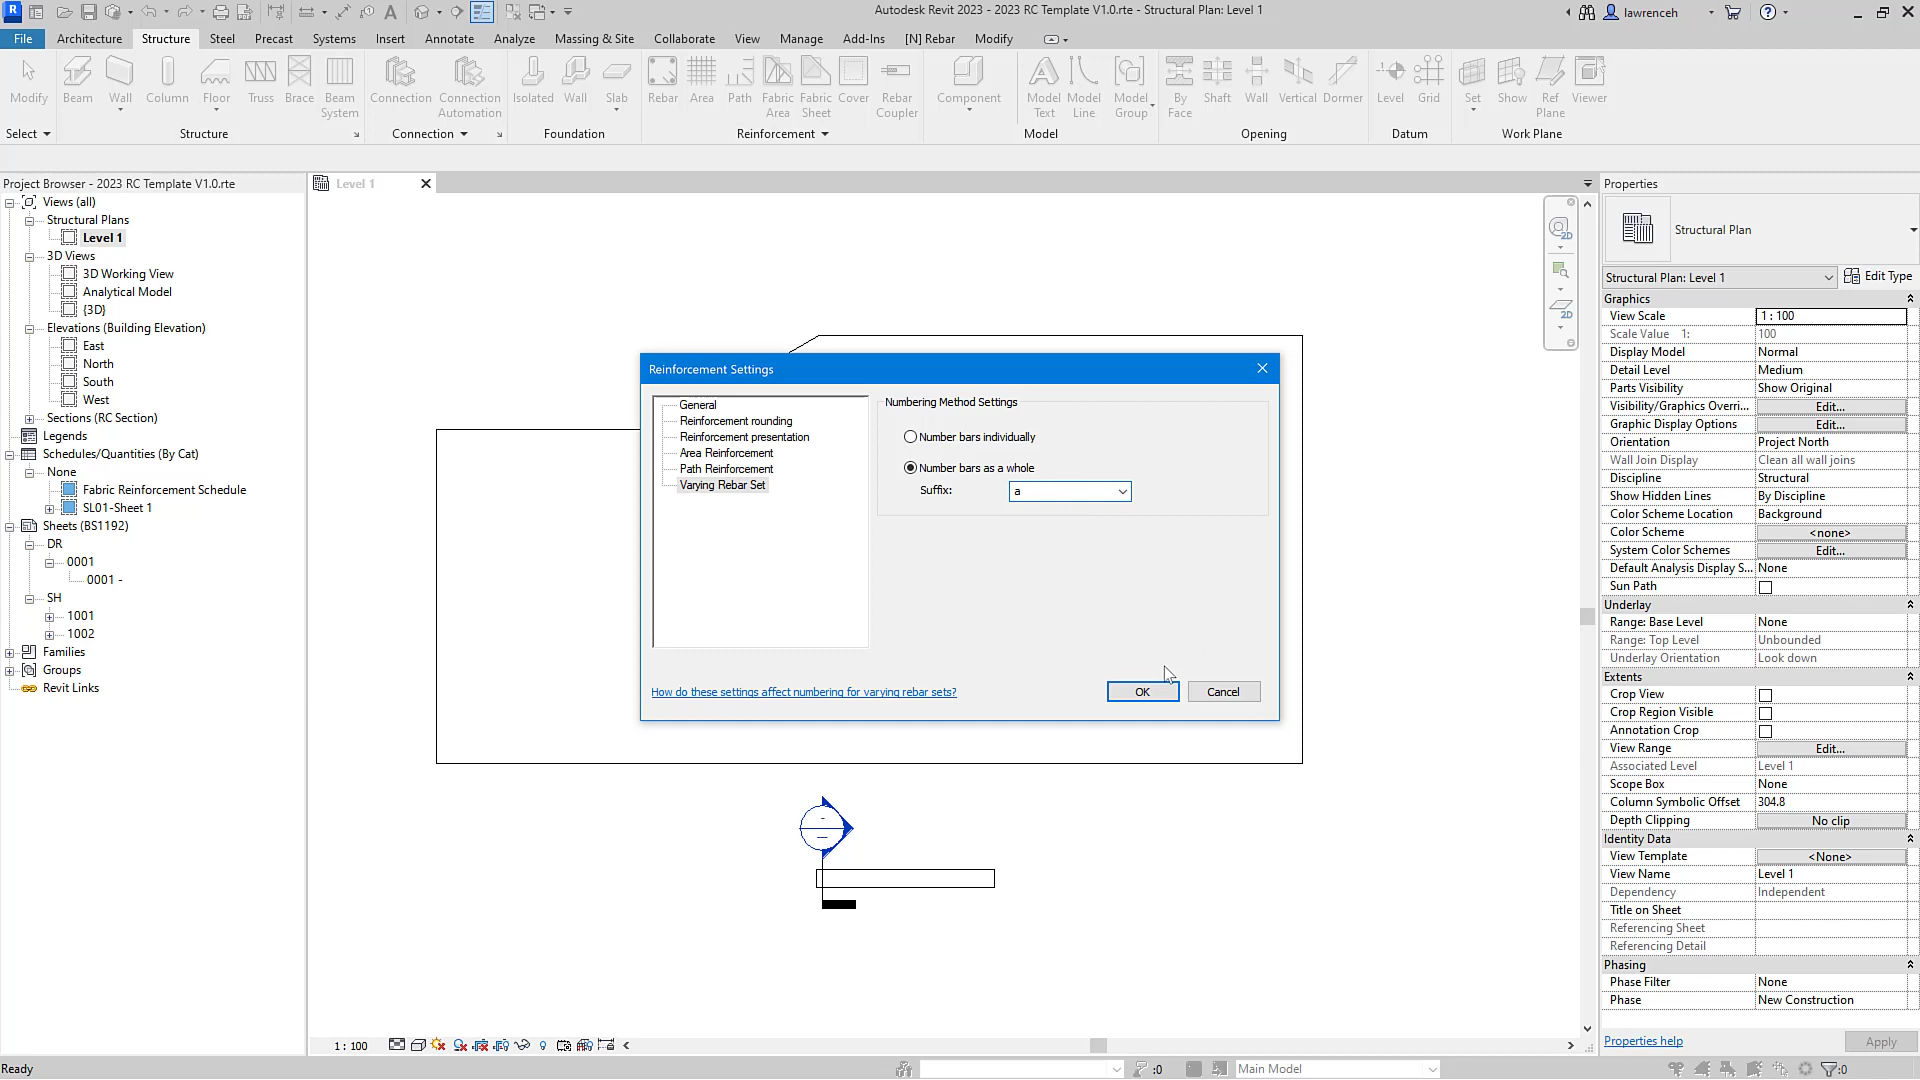 Autodesk Revit 2023 - 2023 RC Template V1.0.rte - Structural Plan: Level 1
lawrenceh
File Architecture Structure Steel Precast Systems Insert Annotate Analyze Massing & Site Collaborate View Manage Add-Ins [N] Rebar Modify
Modify Beam Wall Column Floor Truss Brace Beam System Connection Connection Automation Isolated Wall Slab Rebar Area Path Fabric Area Fabric Sheet Cover Rebar Coupler Component Model Text Model Line Model Group By Face Shaft Wall Vertical Dormer Level Grid Set Show Ref Plane Viewer
Select Structure Connection Foundation Reinforcement Model Opening Datum Work Plane
Project Browser - 2023 RC Template V1.0.rte
Views (all)
Structural Plans
Level 1
3D Views
3D Working View
Analytical Model
{3D}
Elevations (Building Elevation)
East
North
South
West
Sections (RC Section)
Legends
Schedules/Quantities (By Cat)
None
Fabric Reinforcement Schedule
SL01-Sheet 1
Sheets (BS1192)
DR
0001
0001 -
SH
1001
1002
Families
Groups
Revit Links
Level 1
2D
2D
Reinforcement Settings
General
Reinforcement rounding
Reinforcement presentation
Area Reinforcement
Path Reinforcement
Varying Rebar Set
Numbering Method Settings
Number bars individually
Number bars as a whole
Suffix: a
How do these settings affect numbering for varying rebar sets?
OK Cancel
1 : 100
Properties
Structural Plan
Structural Plan: Level 1 Edit Type
Graphics
View Scale 1 : 100
Scale Value 1: 100
Display Model Normal
Detail Level Medium
Parts Visibility Show Original
Visibility/Graphics Overri... Edit...
Graphic Display Options Edit...
Orientation Project North
Wall Join Display Clean all wall joins
Discipline Structural
Show Hidden Lines By Discipline
Color Scheme Location Background
Color Scheme <none>
System Color Schemes Edit...
Default Analysis Display S... None
Sun Path
Underlay
Range: Base Level None
Range: Top Level Unbounded
Underlay Orientation Look down
Extents
Crop View
Crop Region Visible
Annotation Crop
View Range Edit...
Associated Level Level 1
Scope Box None
Column Symbolic Offset 304.8
Depth Clipping No clip
Identity Data
View Template <None>
View Name Level 1
Dependency Independent
Title on Sheet
Referencing Sheet
Referencing Detail
Phasing
Phase Filter None
Phase New Construction
Properties help Apply
Ready :0 Main Model :0